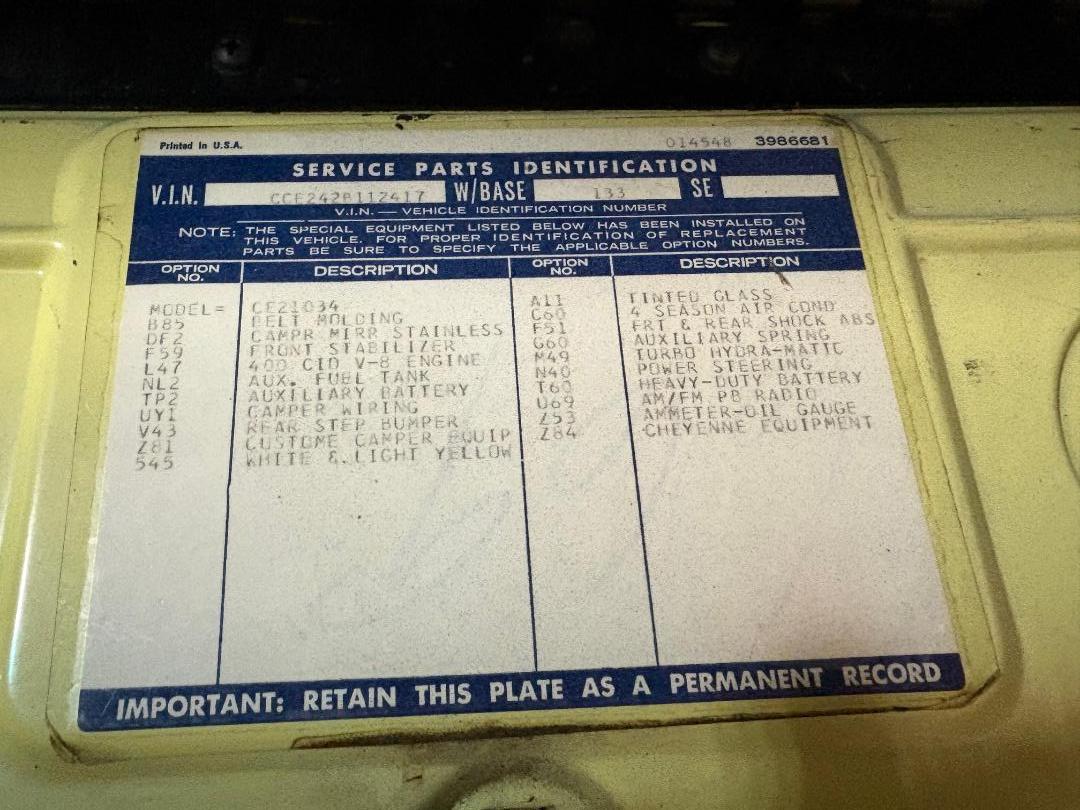 Printed in U.S.A. 014548 3986681
SERVICE PARTS IDENTIFICATION
V.I.N. CCE242B112417 W/BASE 133 SE
V.I.N. — VEHICLE IDENTIFICATION NUMBER
NOTE: THE SPECIAL EQUIPMENT LISTED BELOW HAS BEEN INSTALLED ON
THIS VEHICLE. FOR PROPER IDENTIFICATION OF REPLACEMENT
PARTS BE SURE TO SPECIFY THE APPLICABLE OPTION NUMBERS.
OPTION NO. DESCRIPTION
MODEL= CE21034
B85 BELT MOLDING
DF2 CAMPR MIRR STAINLESS
F59 FRONT STABILIZER
L47 400 CID V-8 ENGINE
NL2 AUX. FUEL TANK
TP2 AUXILIARY BATTERY
UY1 CAMPER WIRING
V43 REAR STEP BUMPER
Z81 CUSTOME CAMPER EQUIP
545 WHITE & LIGHT YELLOW
OPTION NO. DESCRIPTION
A11 TINTED GLASS
C60 4 SEASON AIR COND
F51 FRT & REAR SHOCK ABS
G60 AUXILIARY SPRING
M49 TURBO HYDRA-MATIC
N40 POWER STEERING
T60 HEAVY-DUTY BATTERY
U69 AM/FM PB RADIO
Z53 AMMETER-OIL GAUGE
Z84 CHEYENNE EQUIPMENT
IMPORTANT: RETAIN THIS PLATE AS A PERMANENT RECORD